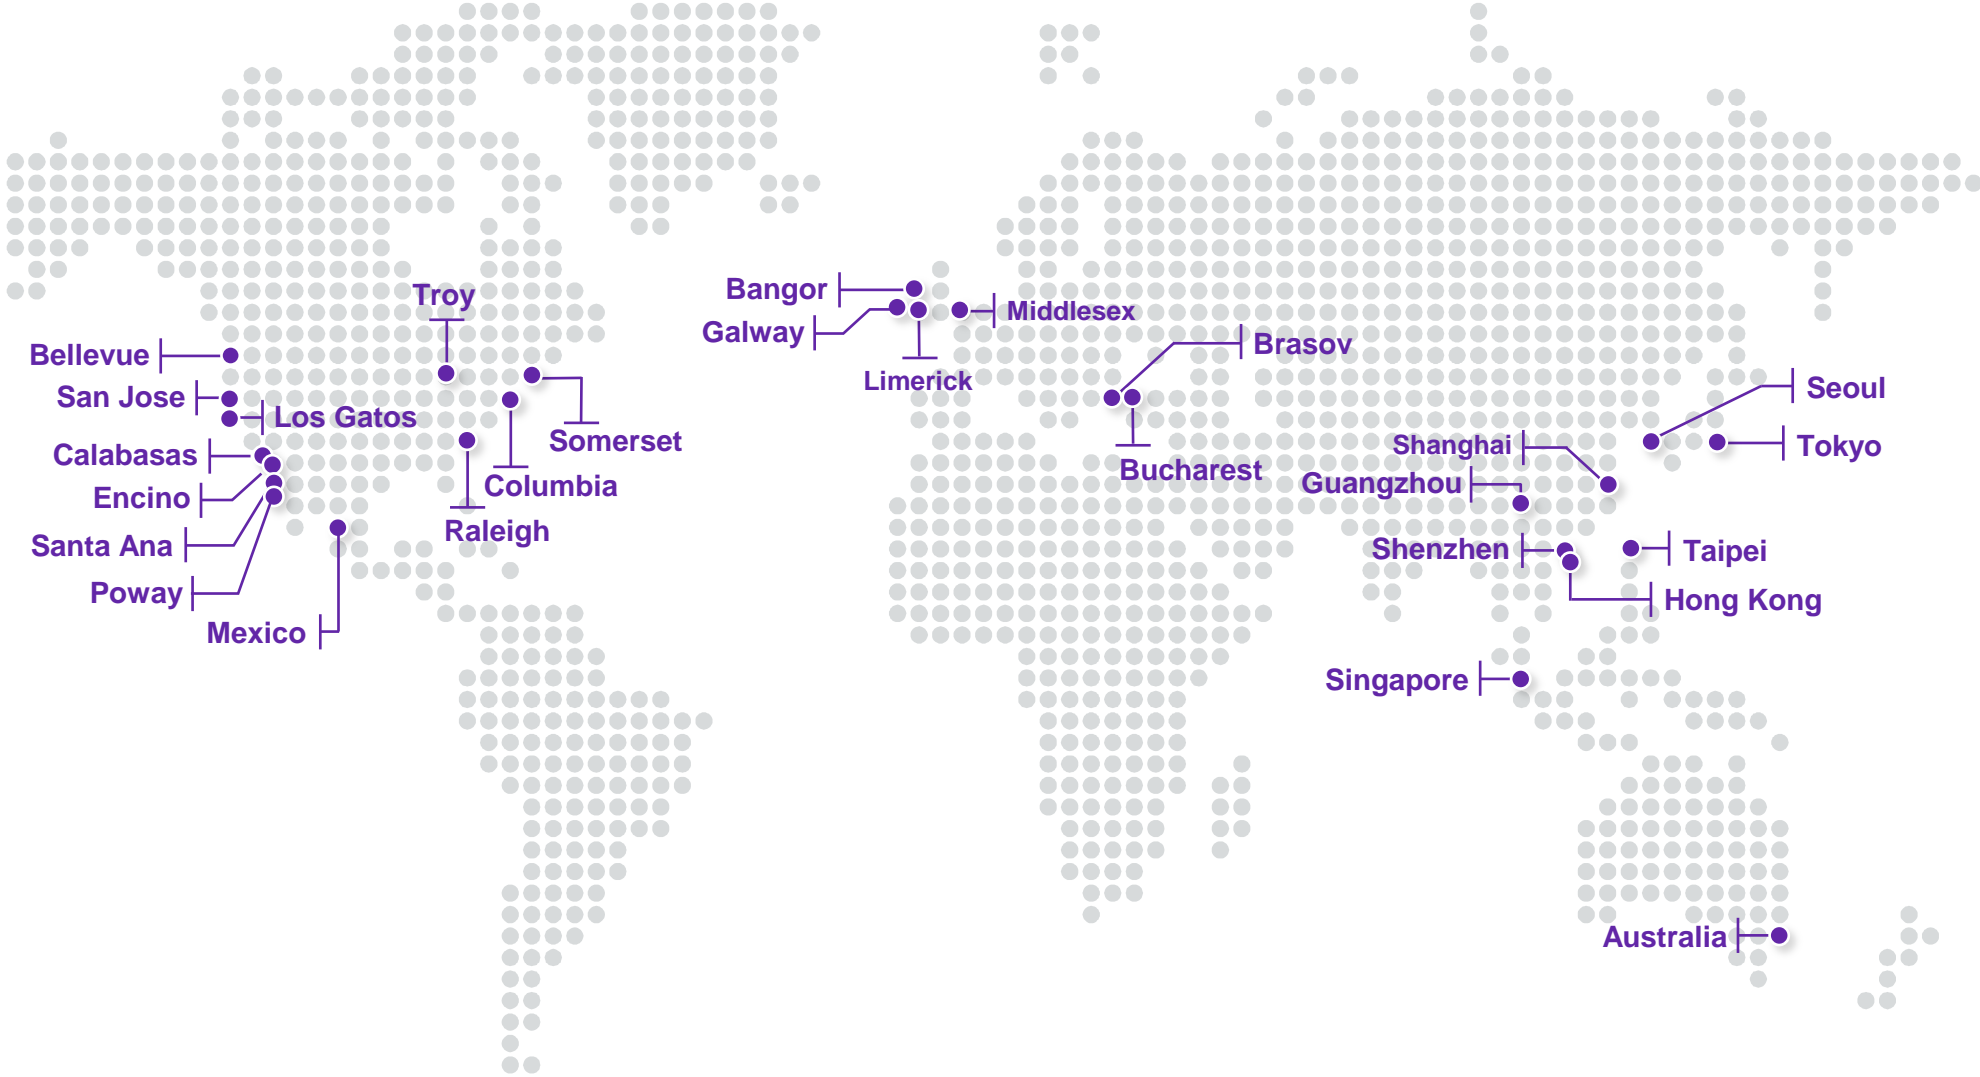 Troy
Bellevue
San Jose
Los Gatos
Calabasas
Encino
Santa Ana
Poway
Mexico
Somerset
Columbia
Raleigh
Bangor
Galway
Limerick
Middlesex
Brasov
Bucharest
Seoul
Tokyo
Shanghai
Guangzhou
Shenzhen
Taipei
Hong Kong
Singapore
Australia